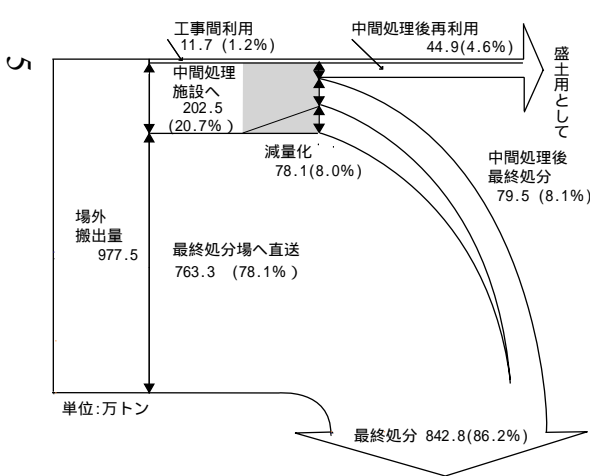 5
工事間利用
11.7 (1.2%)
中間処理後再利用
44.9(4.6%)
盛土用として
中間処理
施設へ
202.5
(20.7% )
減量化
78.1(8.0%)
中間処理後
最終処分
79.5 (8.1%)
場外
搬出量
977.5
最終処分場へ直送
763.3 (78.1% )
単位:万トン
最終処分 842.8(86.2%)